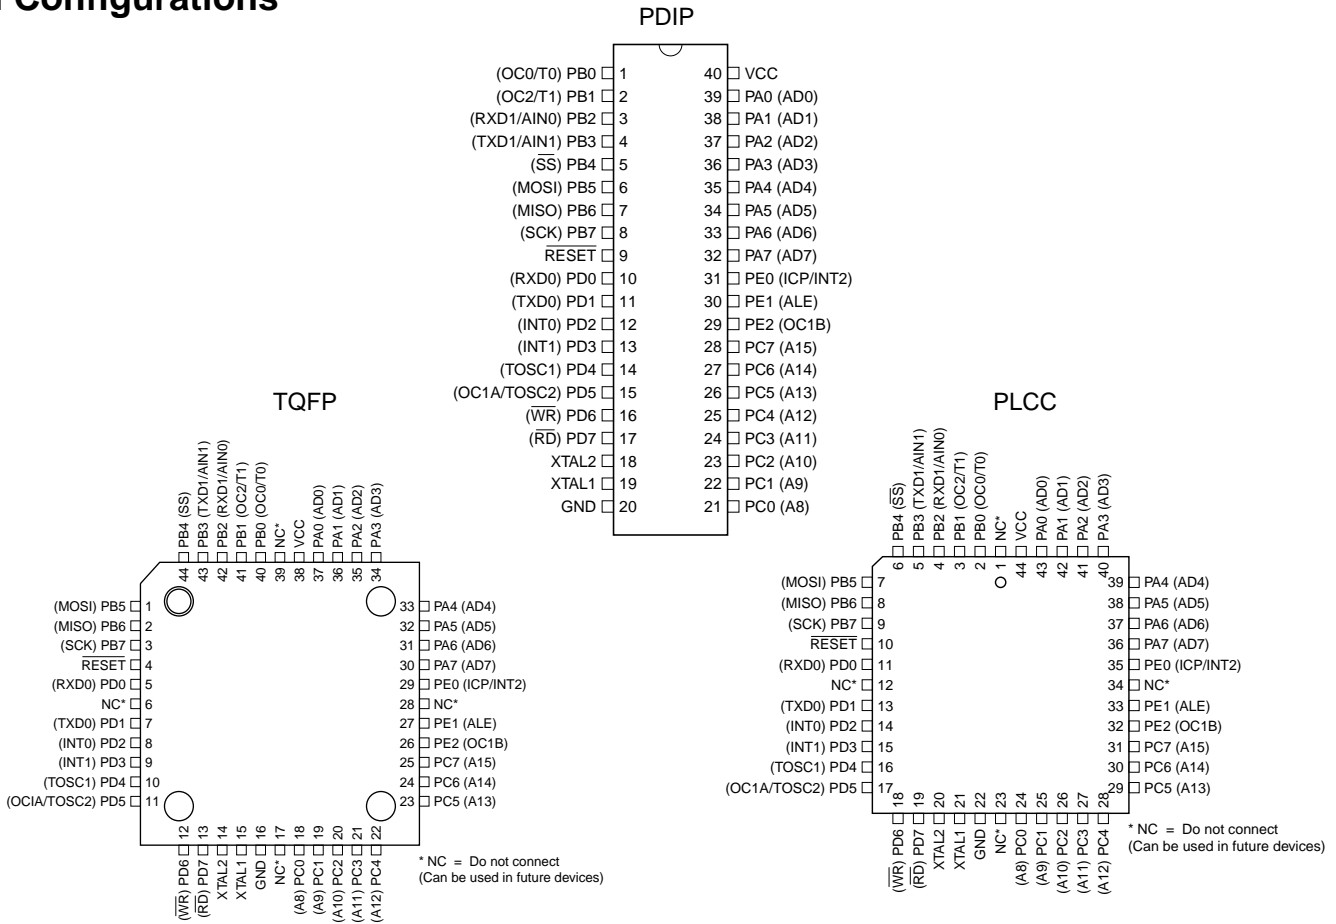 Configurations
PDIP
(OC0/T0) PB0 1 40 VCC
(OC2/T1) PB1 2 39 PA0 (AD0)
(RXD1/AIN0) PB2 3 38 PA1 (AD1)
(TXD1/AIN1) PB3 4 37 PA2 (AD2)
(SS) PB4 5 36 PA3 (AD3)
(MOSI) PB5 6 35 PA4 (AD4)
(MISO) PB6 7 34 PA5 (AD5)
(SCK) PB7 8 33 PA6 (AD6)
RESET 9 32 PA7 (AD7)
(RXD0) PD0 10 31 PE0 (ICP/INT2)
(TXD0) PD1 11 30 PE1 (ALE)
(INT0) PD2 12 29 PE2 (OC1B)
(INT1) PD3 13 28 PC7 (A15)
(TOSC1) PD4 14 27 PC6 (A14)
(OC1A/TOSC2) PD5 15 26 PC5 (A13)
(WR) PD6 16 25 PC4 (A12)
(RD) PD7 17 24 PC3 (A11)
XTAL2 18 23 PC2 (A10)
XTAL1 19 22 PC1 (A9)
GND 20 21 PC0 (A8)
TQFP
PB4 (SS) 44
PB3 (TXD1/AIN1) 43
PB2 (RXD1/AIN0) 42
PB1 (OC2/T1) 41
PB0 (OC0/T0) 40
NC* 39
VCC 38
PA0 (AD0) 37
PA1 (AD1) 36
PA2 (AD2) 35
PA3 (AD3) 34
(MOSI) PB5 1 33 PA4 (AD4)
(MISO) PB6 2 32 PA5 (AD5)
(SCK) PB7 3 31 PA6 (AD6)
RESET 4 30 PA7 (AD7)
(RXD0) PD0 5 29 PE0 (ICP/INT2)
NC* 6 28 NC*
(TXD0) PD1 7 27 PE1 (ALE)
(INT0) PD2 8 26 PE2 (OC1B)
(INT1) PD3 9 25 PC7 (A15)
(TOSC1) PD4 10 24 PC6 (A14)
(OCIA/TOSC2) PD5 11 23 PC5 (A13)
(WR) PD6 12
(RD) PD7 13
XTAL2 14
XTAL1 15
GND 16
NC* 17
(A8) PC0 18
(A9) PC1 19
(A10) PC2 20
(A11) PC3 21
(A12) PC4 22
* NC = Do not connect
(Can be used in future devices)
PLCC
PB4 (SS) 6
PB3 (TXD1/AIN1) 5
PB2 (RXD1/AIN0) 4
PB1 (OC2/T1) 3
PB0 (OC0/T0) 2
NC* 1
VCC 44
PA0 (AD0) 43
PA1 (AD1) 42
PA2 (AD2) 41
PA3 (AD3) 40
(MOSI) PB5 7 39 PA4 (AD4)
(MISO) PB6 8 38 PA5 (AD5)
(SCK) PB7 9 37 PA6 (AD6)
RESET 10 36 PA7 (AD7)
(RXD0) PD0 11 35 PE0 (ICP/INT2)
NC* 12 34 NC*
(TXD0) PD1 13 33 PE1 (ALE)
(INT0) PD2 14 32 PE2 (OC1B)
(INT1) PD3 15 31 PC7 (A15)
(TOSC1) PD4 16 30 PC6 (A14)
(OC1A/TOSC2) PD5 17 29 PC5 (A13)
(WR) PD6 18
(RD) PD7 19
XTAL2 20
XTAL1 21
GND 22
NC* 23
(A8) PC0 24
(A9) PC1 25
(A10) PC2 26
(A11) PC3 27
(A12) PC4 28
* NC = Do not connect
(Can be used in future devices)